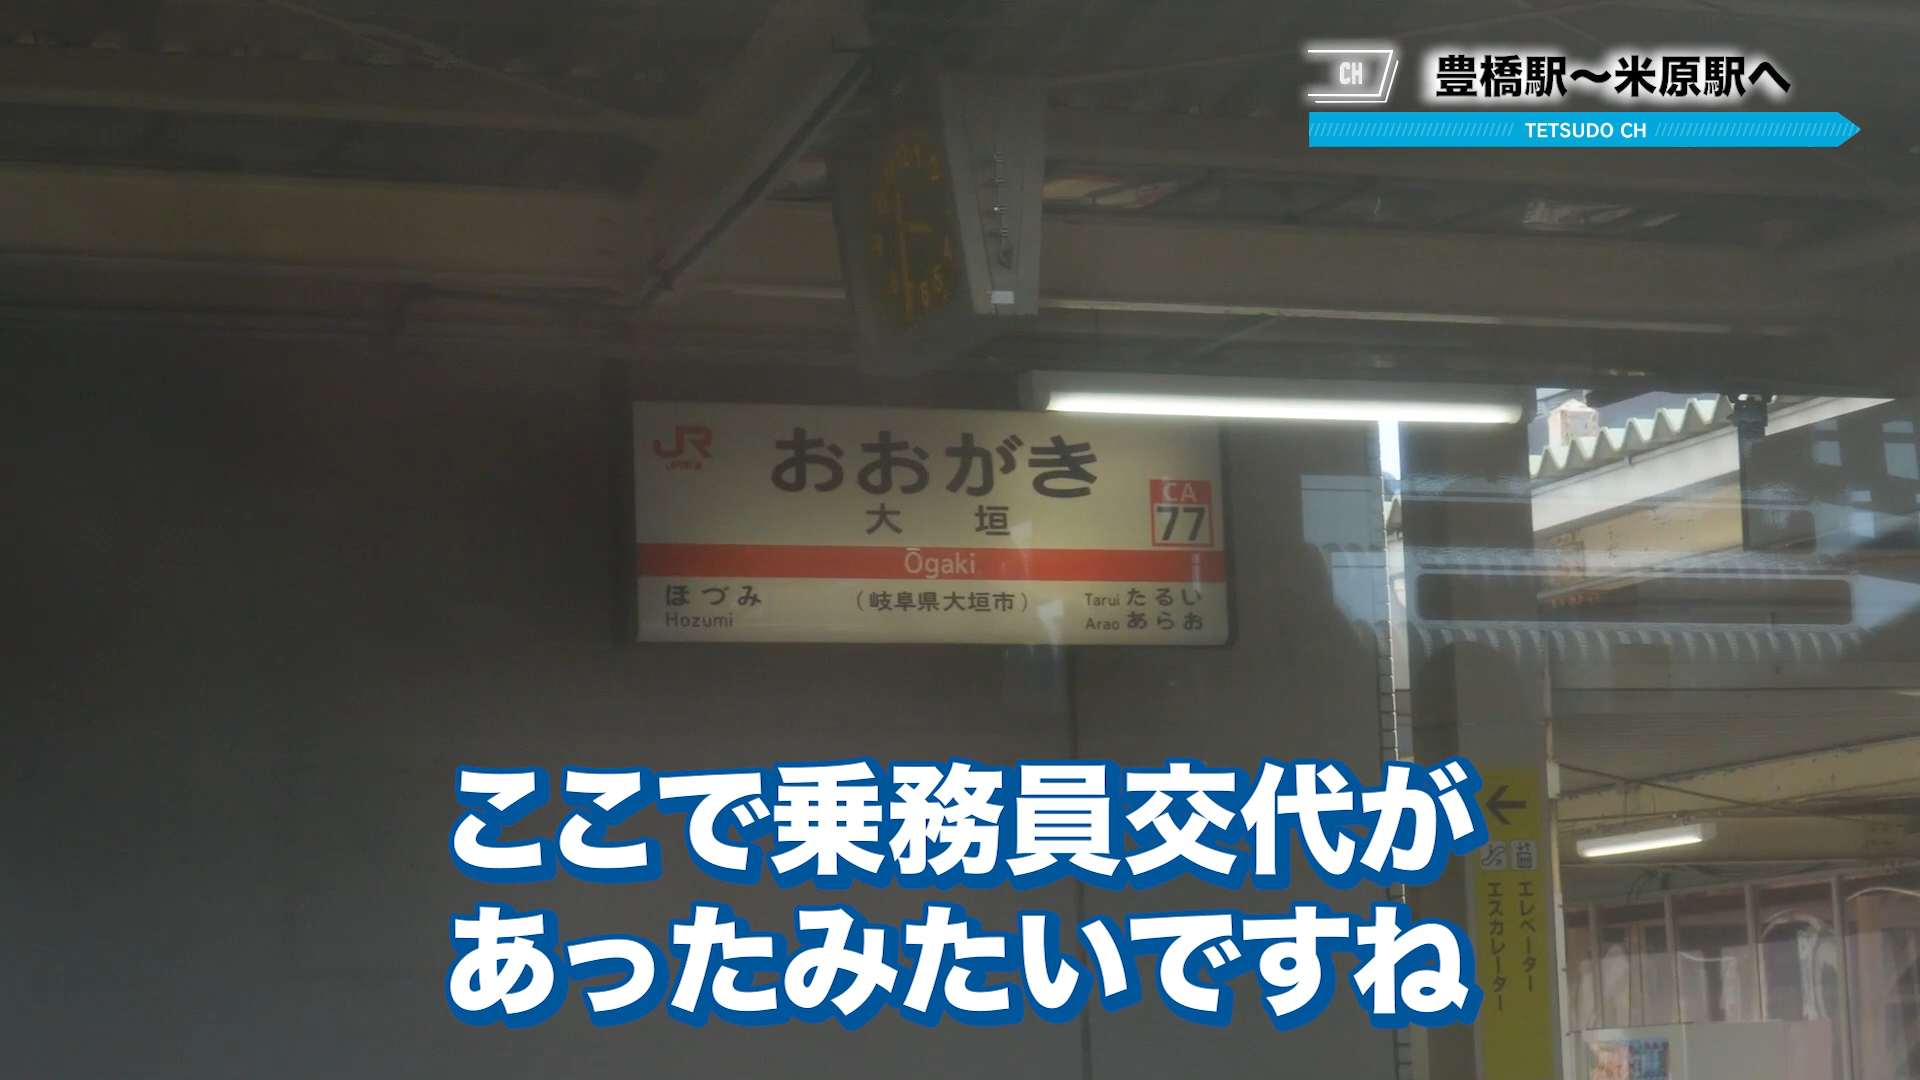 CH
豊橋駅～米原駅へ
TETSUDO CH
JR
おおがき
大垣
CA
77
Ōgaki
ほづみ
Hozumi
（岐阜県大垣市）
Tarui たるい
Arao あらお
←
エレベーター
エスカレーター
ここで乗務員交代が
あったみたいですね